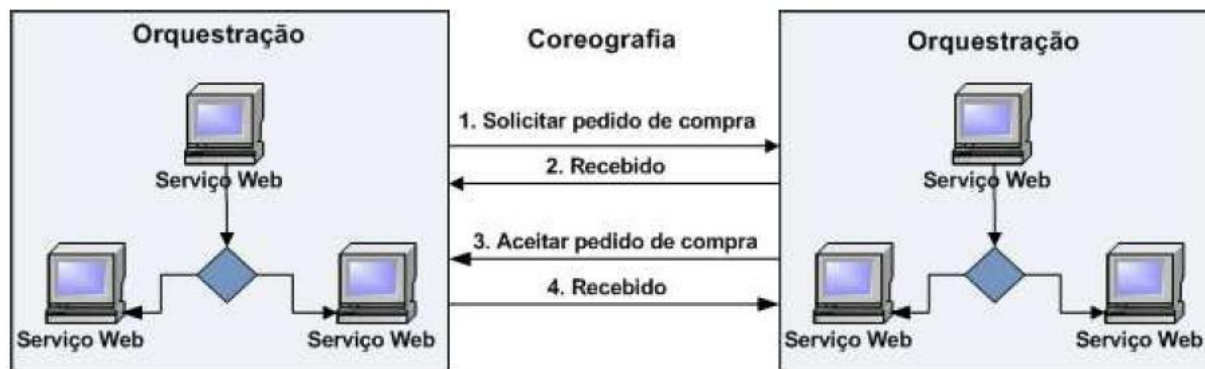 Orquestração
Serviço Web
Serviço Web
Serviço Web
Coreografia
1. Solicitar pedido de compra
2. Recebido
3. Aceitar pedido de compra
4. Recebido
Orquestração
Serviço Web
Serviço Web
Serviço Web